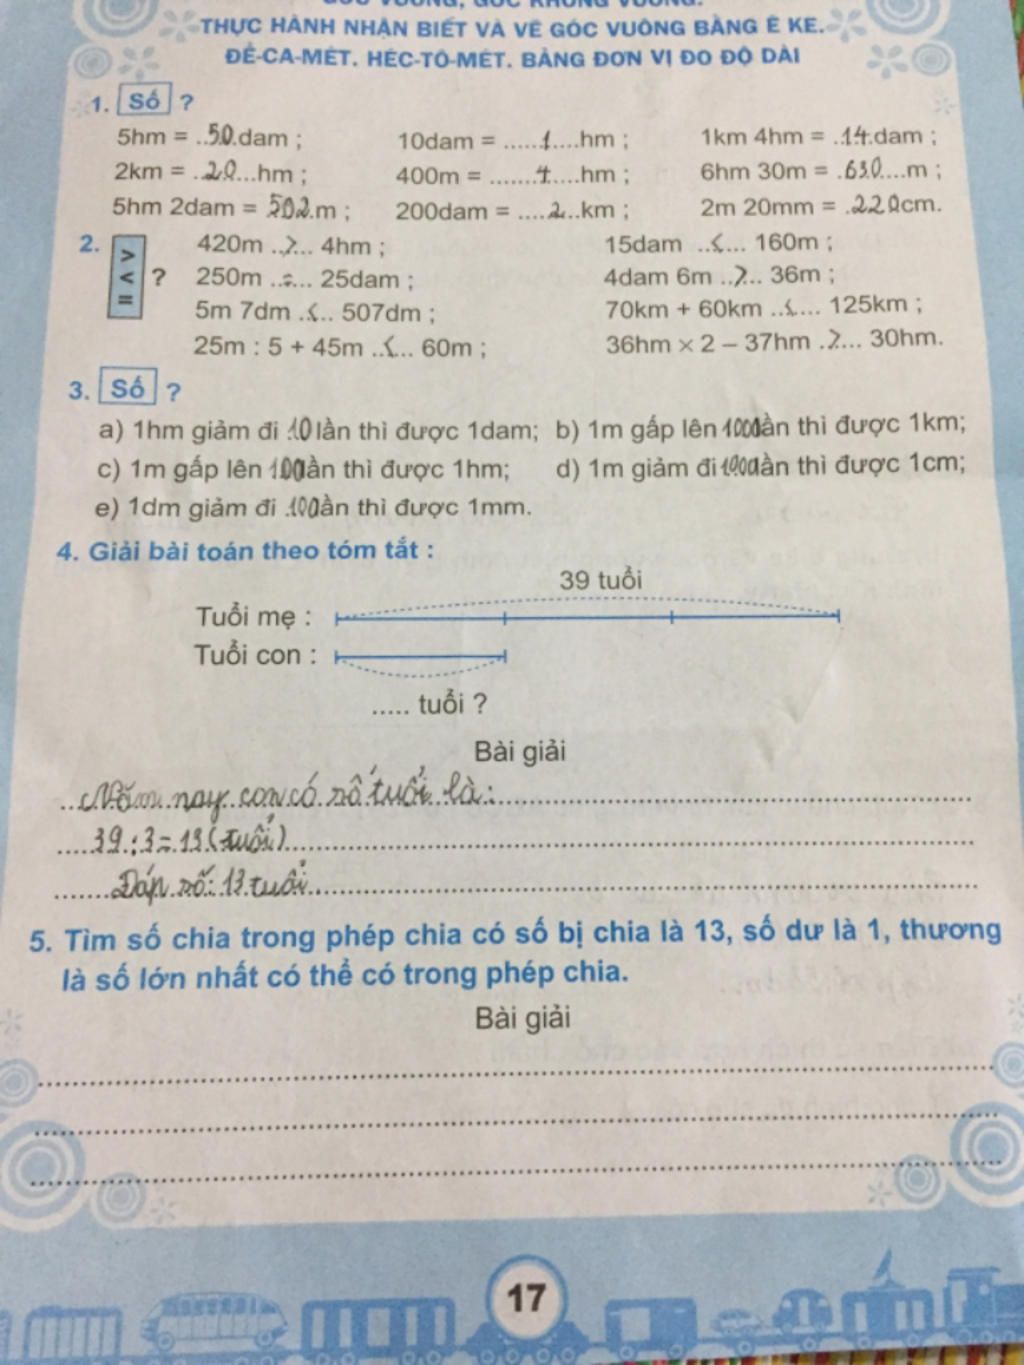 GÓC VUÔNG, GÓC KHÔNG VUÔNG.
THỰC HÀNH NHẬN BIẾT VÀ VẼ GÓC VUÔNG BẰNG Ê KE.
ĐỀ-CA-MÉT. HÉC-TÔ-MÉT. BẢNG ĐƠN VỊ ĐO ĐỘ DÀI
1. Số ?
5hm = ..50.dam ; 10dam = ......1....hm ; 1km 4hm = ..14.dam ;
2km = ..20...hm ; 400m = .......4....hm ; 6hm 30m = .630....m ;
5hm 2dam = 502.m ; 200dam = ....2..km ; 2m 20mm = .220cm.
2. > < = ?
420m ..>... 4hm ; 15dam ..<... 160m ;
250m ..=... 25dam ; 4dam 6m ..>... 36m ;
5m 7dm .<.. 507dm ; 70km + 60km ..<.... 125km ;
25m : 5 + 45m ..<... 60m ; 36hm × 2 – 37hm .>... 30hm.
3. Số ?
a) 1hm giảm đi .10 lần thì được 1dam; b) 1m gấp lên 1000lần thì được 1km;
c) 1m gấp lên 100lần thì được 1hm; d) 1m giảm đi 100lần thì được 1cm;
e) 1dm giảm đi .100lần thì được 1mm.
4. Giải bài toán theo tóm tắt :
39 tuổi
Tuổi mẹ :
Tuổi con :
..... tuổi ?
Bài giải
Năm nay con có số tuổi là:
39 : 3 = 13 (tuổi)
Đáp số: 13 tuổi
5. Tìm số chia trong phép chia có số bị chia là 13, số dư là 1, thương
là số lớn nhất có thể có trong phép chia.
Bài giải
17